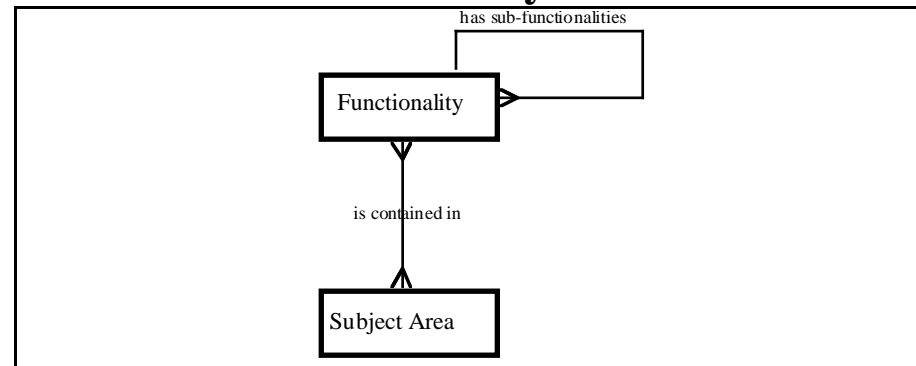 has sub-functionalities
Functionality
is contained in
Subject Area